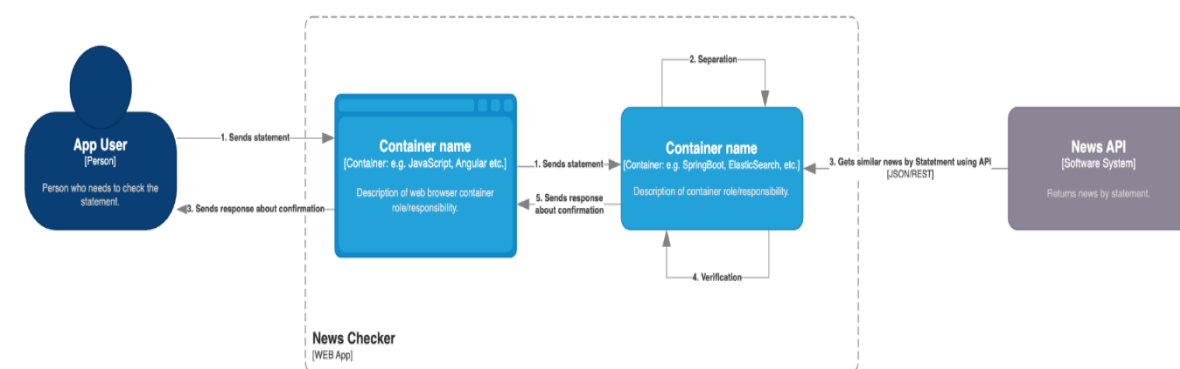 App User
[Person]
Person who needs to check the
statement.
1. Sends statement
3. Sends response about confirmation
Container name
[Container: e.g. JavaScript, Angular etc.]
Description of web browser container
role/responsibility.
1. Sends statement
5. Sends response
about confirmation
2. Separation
Container name
[Container: e.g. SpringBoot, ElasticSearch, etc.]
Description of container role/responsibility.
4. Verification
3. Gets similar news by Statetment using API
[JSON/REST]
News API
[Software System]
Returns news by statement.
News Checker
[WEB App]